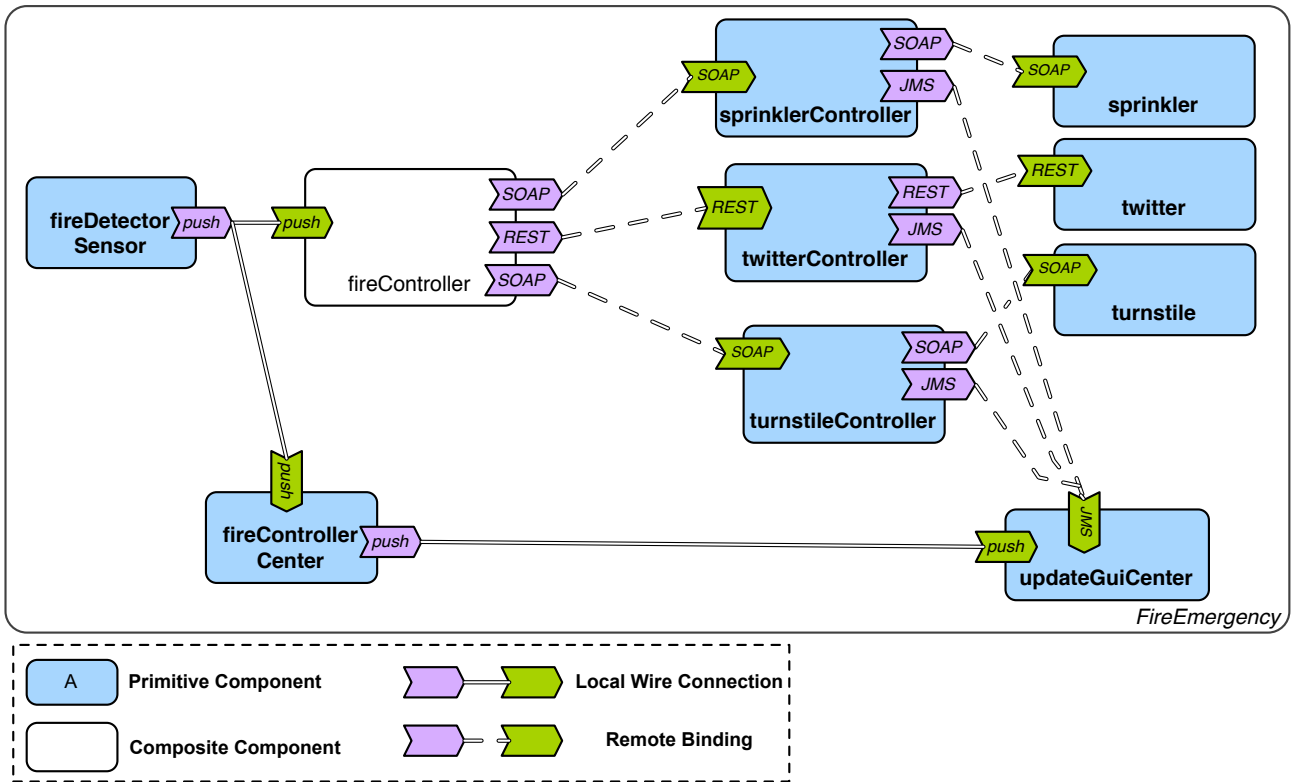 SOAP
JMS
SOAP
sprinklerController
SOAP
sprinkler
fireDetector
Sensor
push
push
SOAP
REST
SOAP
fireController
REST
REST
JMS
twitterController
REST
twitter
SOAP
SOAP
JMS
turnstileController
SOAP
turnstile
push
fireController
Center
push
push
JMS
updateGuiCenter
FireEmergency
A
Primitive Component
Local Wire Connection
Composite Component
Remote Binding